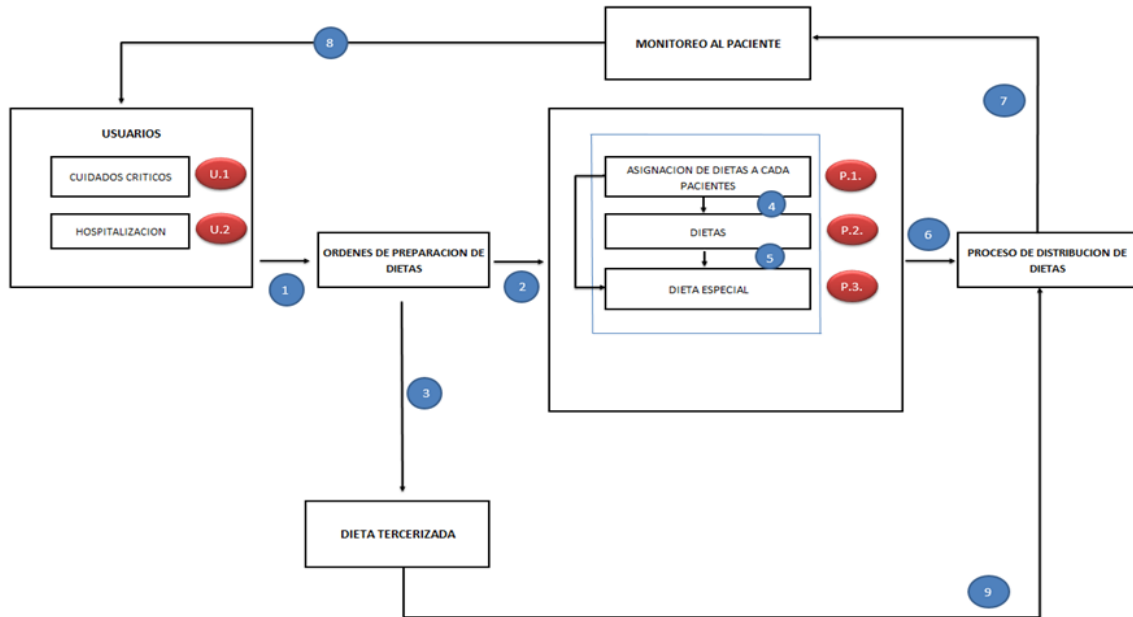 MONITOREO AL PACIENTE
8
7
USUARIOS
CUIDADOS CRITICOS
U.1
HOSPITALIZACION
U.2
1
ORDENES DE PREPARACION DE
DIETAS
2
3
ASIGNACION DE DIETAS A CADA
PACIENTES
P.1.
4
DIETAS
P.2.
5
DIETA ESPECIAL
P.3.
6
PROCESO DE DISTRIBUCION DE
DIETAS
DIETA TERCERIZADA
9